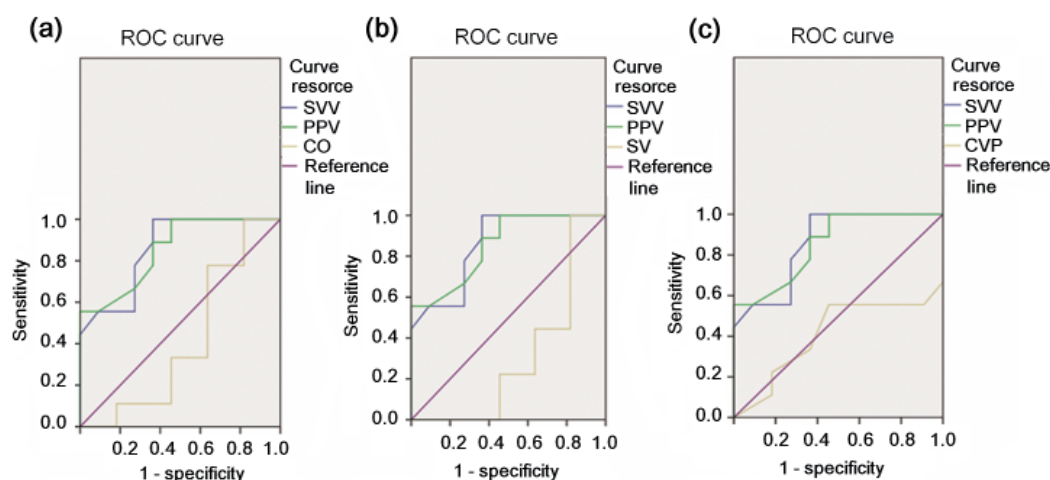 (a)
ROC curve
Curve
resorce
SVV
PPV
CO
Reference
line
1.0
0.8
0.6
0.4
0.2
0.0
Sensitivity
0.2 0.4 0.6 0.8 1.0
1 - specificity
(b)
ROC curve
Curve
resorce
SVV
PPV
SV
Reference
line
1.0
0.8
0.6
0.4
0.2
0.0
Sensitivity
0.2 0.4 0.6 0.8 1.0
1 - specificity
(c)
ROC curve
Curve
resorce
SVV
PPV
CVP
Reference
line
1.0
0.8
0.6
0.4
0.2
0.0
Sensitivity
0.2 0.4 0.6 0.8 1.0
1 - specificity